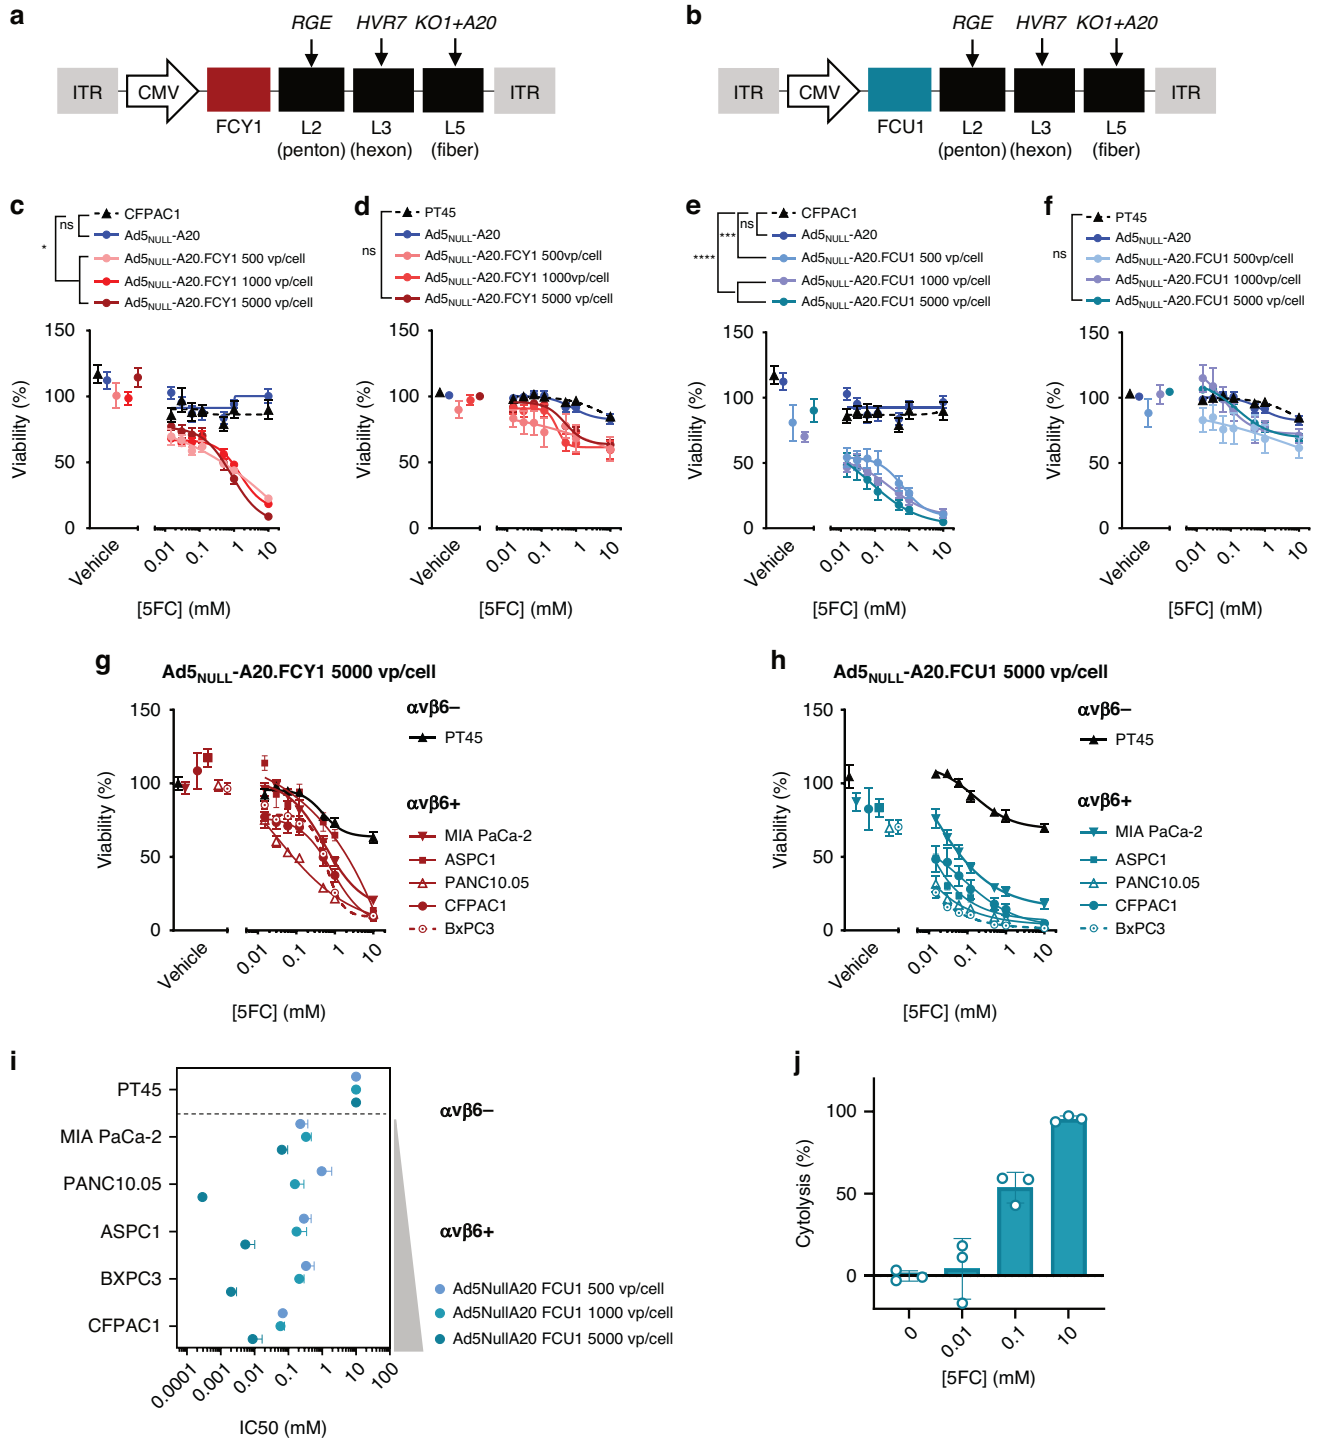 a
RGE HVR7 KO1+A20
ITR CMV ITR
FCY1 L2 L3 L5
(penton) (hexon) (fiber)
b
RGE HVR7 KO1+A20
ITR CMV ITR
FCU1 L2 L3 L5
(penton) (hexon) (fiber)
c
ns
*
CFPAC1
Ad5NULL-A20
Ad5NULL-A20.FCY1 500 vp/cell
Ad5NULL-A20.FCY1 1000 vp/cell
Ad5NULL-A20.FCY1 5000 vp/cell
150
100
50
0
Viability (%)
Vehicle
0.01 0.1 1 10
[5FC] (mM)
d
ns
PT45
Ad5NULL-A20
Ad5NULL-A20.FCY1 500vp/cell
Ad5NULL-A20.FCY1 1000vp/cell
Ad5NULL-A20.FCY1 5000 vp/cell
150
100
50
0
Viability (%)
Vehicle
0.01 0.1 1 10
[5FC] (mM)
e
ns
***
****
CFPAC1
Ad5NULL-A20
Ad5NULL-A20.FCU1 500 vp/cell
Ad5NULL-A20.FCU1 1000 vp/cell
Ad5NULL-A20.FCU1 5000 vp/cell
150
100
50
0
Viability (%)
Vehicle
0.01 0.1 1 10
[5FC] (mM)
f
ns
PT45
Ad5NULL-A20
Ad5NULL-A20.FCU1 500vp/cell
Ad5NULL-A20.FCU1 1000vp/cell
Ad5NULL-A20.FCU1 5000 vp/cell
150
100
50
0
Viability (%)
Vehicle
0.01 0.1 1 10
[5FC] (mM)
g
Ad5NULL-A20.FCY1 5000 vp/cell
150
100
50
0
Viability (%)
Vehicle
0.01 0.1 1 10
[5FC] (mM)
αvβ6–
PT45
αvβ6+
MIA PaCa-2
ASPC1
PANC10.05
CFPAC1
BxPC3
h
Ad5NULL-A20.FCU1 5000 vp/cell
150
100
50
0
Viability (%)
Vehicle
0.01 0.1 1 10
[5FC] (mM)
αvβ6–
PT45
αvβ6+
MIA PaCa-2
ASPC1
PANC10.05
CFPAC1
BxPC3
i
PT45
MIA PaCa-2
PANC10.05
ASPC1
BXPC3
CFPAC1
0.0001 0.001 0.01 0.1 1 10 100
IC50 (mM)
αvβ6–
αvβ6+
Ad5NullA20 FCU1 500 vp/cell
Ad5NullA20 FCU1 1000 vp/cell
Ad5NullA20 FCU1 5000 vp/cell
j
100
50
0
Cytolysis (%)
0 0.01 0.1 10
[5FC] (mM)